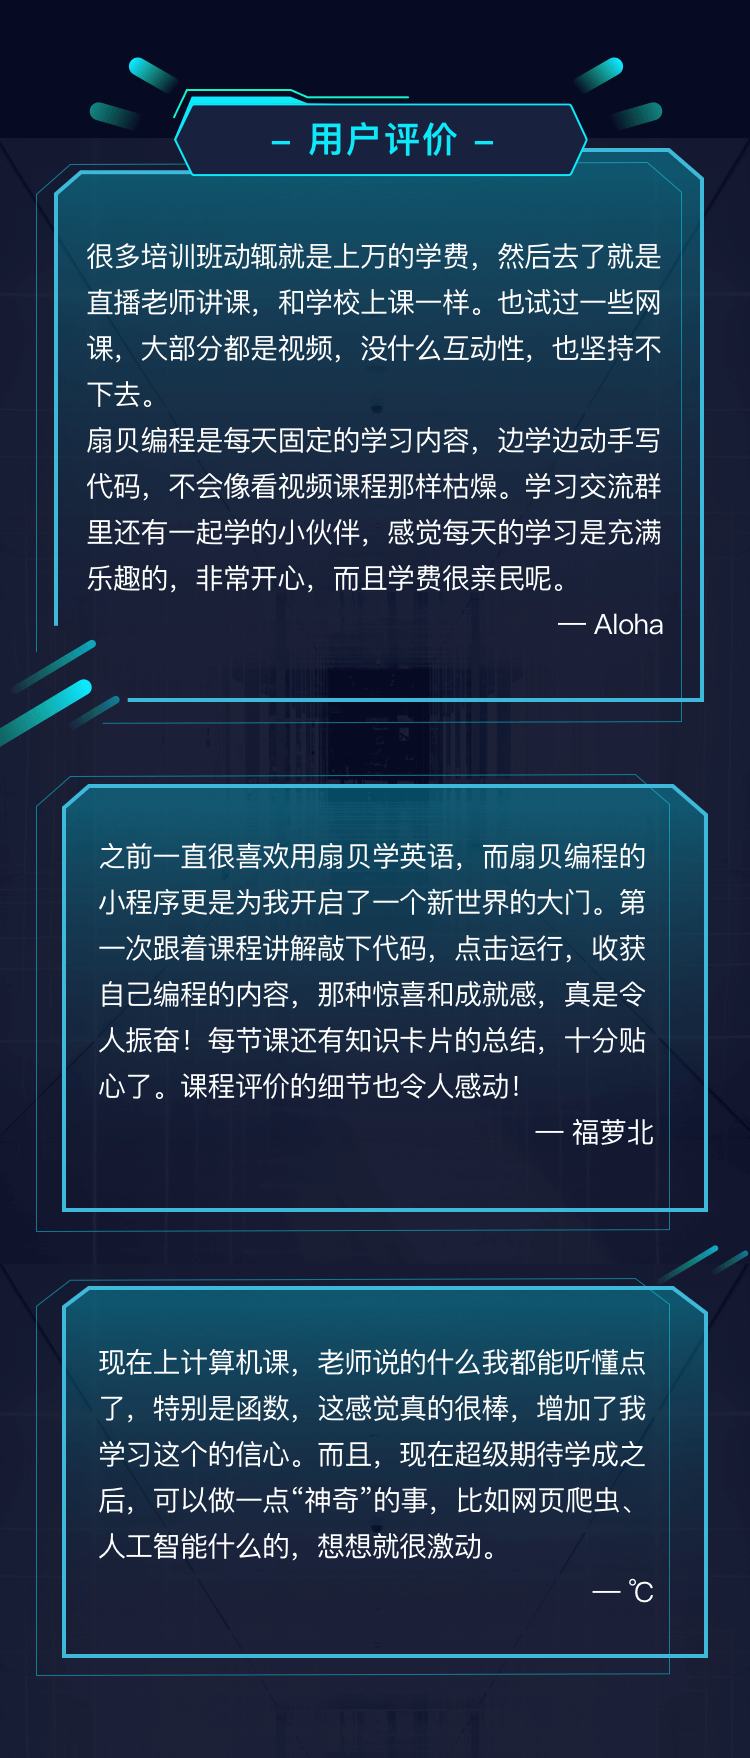 – 用户评价 –
很多培训班动辄就是上万的学费，然后去了就是
直播老师讲课，和学校上课一样。也试过一些网
课，大部分都是视频，没什么互动性，也坚持不
下去。
扇贝编程是每天固定的学习内容，边学边动手写
代码，不会像看视频课程那样枯燥。学习交流群
里还有一起学的小伙伴，感觉每天的学习是充满
乐趣的，非常开心，而且学费很亲民呢。
— Aloha
之前一直很喜欢用扇贝学英语，而扇贝编程的
小程序更是为我开启了一个新世界的大门。第
一次跟着课程讲解敲下代码，点击运行，收获
自己编程的内容，那种惊喜和成就感，真是令
人振奋！每节课还有知识卡片的总结，十分贴
心了。课程评价的细节也令人感动！
— 福萝北
现在上计算机课，老师说的什么我都能听懂点
了，特别是函数，这感觉真的很棒，增加了我
学习这个的信心。而且，现在超级期待学成之
后，可以做一点“神奇”的事，比如网页爬虫、
人工智能什么的，想想就很激动。
— ℃